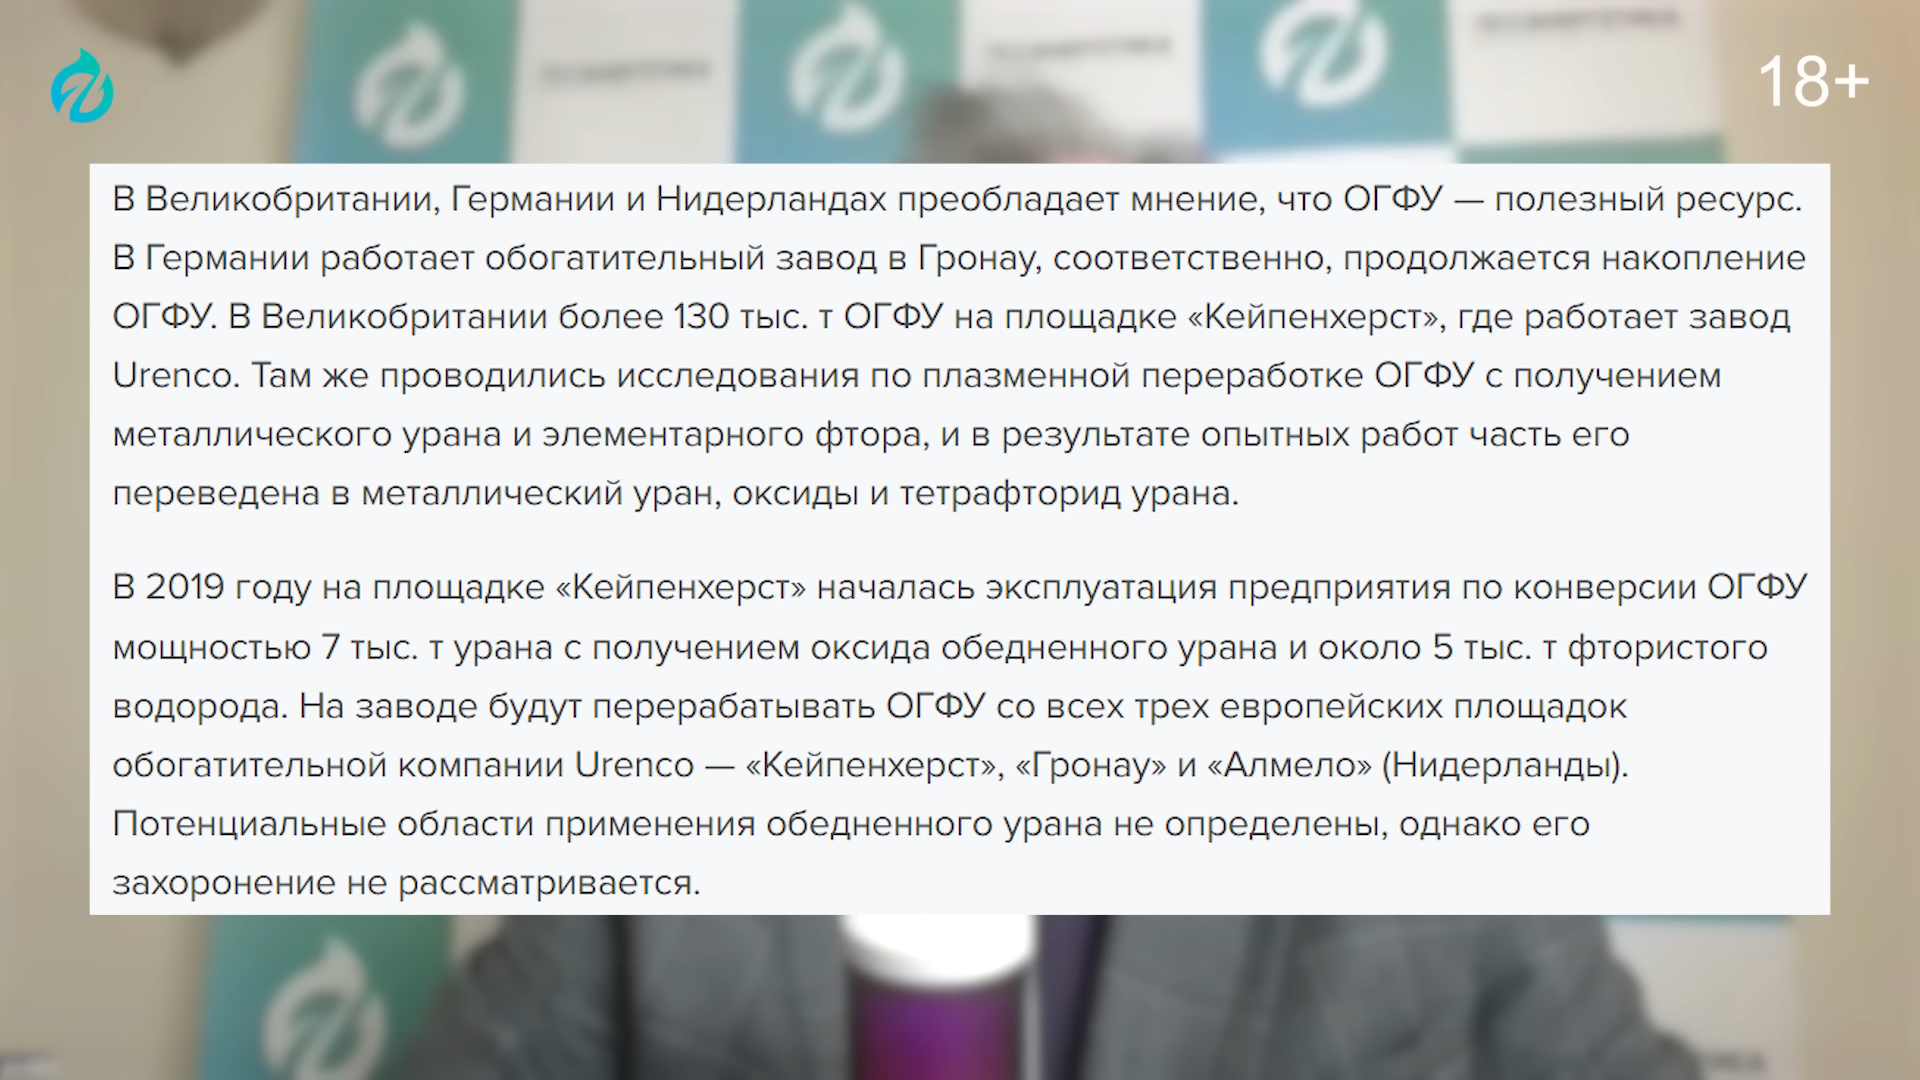 18+
В Великобритании, Германии и Нидерландах преобладает мнение, что ОГФУ — полезный ресурс.
В Германии работает обогатительный завод в Гронау, соответственно, продолжается накопление
ОГФУ. В Великобритании более 130 тыс. т ОГФУ на площадке «Кейпенхерст», где работает завод
Urenco. Там же проводились исследования по плазменной переработке ОГФУ с получением
металлического урана и элементарного фтора, и в результате опытных работ часть его
переведена в металлический уран, оксиды и тетрафторид урана.
В 2019 году на площадке «Кейпенхерст» началась эксплуатация предприятия по конверсии ОГФУ
мощностью 7 тыс. т урана с получением оксида обедненного урана и около 5 тыс. т фтористого
водорода. На заводе будут перерабатывать ОГФУ со всех трех европейских площадок
обогатительной компании Urenco — «Кейпенхерст», «Гронау» и «Алмело» (Нидерланды).
Потенциальные области применения обедненного урана не определены, однако его
захоронение не рассматривается.